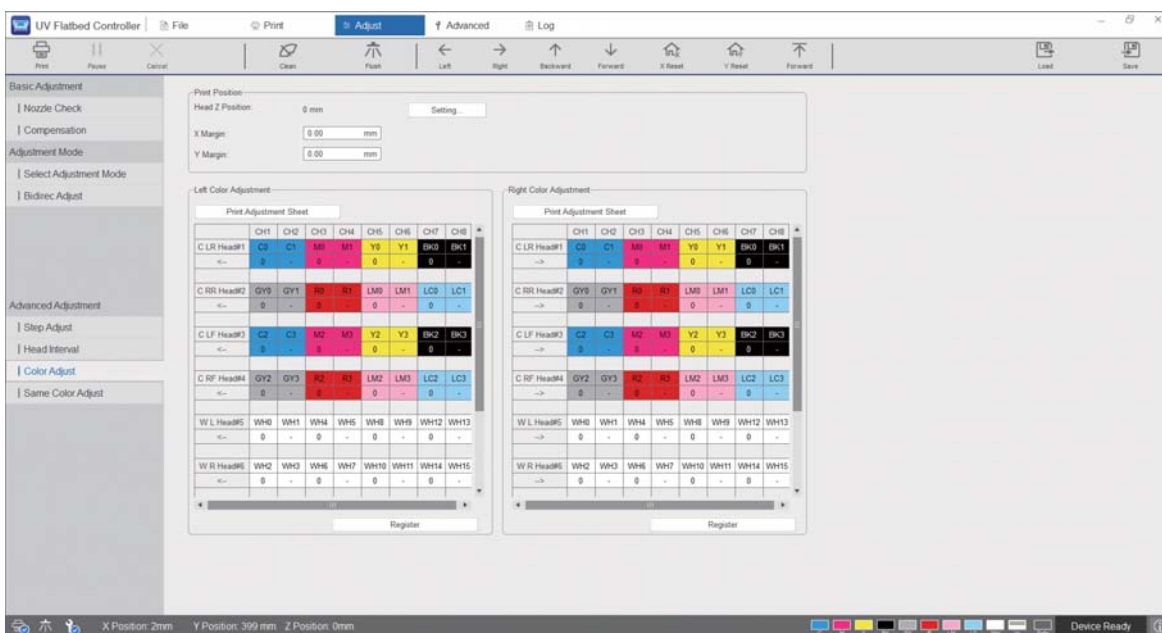 UV Flatbed Controller File Print Adjust Advanced Log
Print Pause Cancel Clean Flush Left Right Backward Forward X Reset Y Reset Forward Load Save
Basic Adjustment
Nozzle Check
Compensation
Adjustment Mode
Select Adjustment Mode
Bidirec Adjust
Advanced Adjustment
Step Adjust
Head Interval
Color Adjust
Same Color Adjust
Print Position
Head Z Position: 0 mm Setting...
X Margin: 0.00 mm
Y Margin: 0.00 mm
Left Color Adjustment
Print Adjustment Sheet
CH1 CH2 CH3 CH4 CH5 CH6 CH7 CH8
C LR Head#1 C0 C1 M0 M1 Y0 Y1 BK0 BK1
<-- 0 - 0 - 0 - 0 -
C RR Head#2 GY0 GY1 R0 R1 LM0 LM1 LC0 LC1
<-- 0 - 0 - 0 - 0 -
C LF Head#3 C2 C3 M2 M3 Y2 Y3 BK2 BK3
<-- 0 - 0 - 0 - 0 -
C RF Head#4 GY2 GY3 R2 R3 LM2 LM3 LC2 LC3
<-- 0 - 0 - 0 - 0 -
W L Head#5 WH0 WH1 WH4 WH5 WH8 WH9 WH12 WH13
<-- 0 - 0 - 0 - 0 -
W R Head#6 WH2 WH3 WH6 WH7 WH10 WH11 WH14 WH15
<-- 0 - 0 - 0 - 0 -
Register
Right Color Adjustment
Print Adjustment Sheet
CH1 CH2 CH3 CH4 CH5 CH6 CH7 CH8
C LR Head#1 C0 C1 M0 M1 Y0 Y1 BK0 BK1
--> 0 - 0 - 0 - 0 -
C RR Head#2 GY0 GY1 R0 R1 LM0 LM1 LC0 LC1
--> 0 - 0 - 0 - 0 -
C LF Head#3 C2 C3 M2 M3 Y2 Y3 BK2 BK3
--> 0 - 0 - 0 - 0 -
C RF Head#4 GY2 GY3 R2 R3 LM2 LM3 LC2 LC3
--> 0 - 0 - 0 - 0 -
W L Head#5 WH0 WH1 WH4 WH5 WH8 WH9 WH12 WH13
--> 0 - 0 - 0 - 0 -
W R Head#6 WH2 WH3 WH6 WH7 WH10 WH11 WH14 WH15
--> 0 - 0 - 0 - 0 -
Register
X Position: 2mm Y Position: 399 mm Z Position: 0mm Device Ready